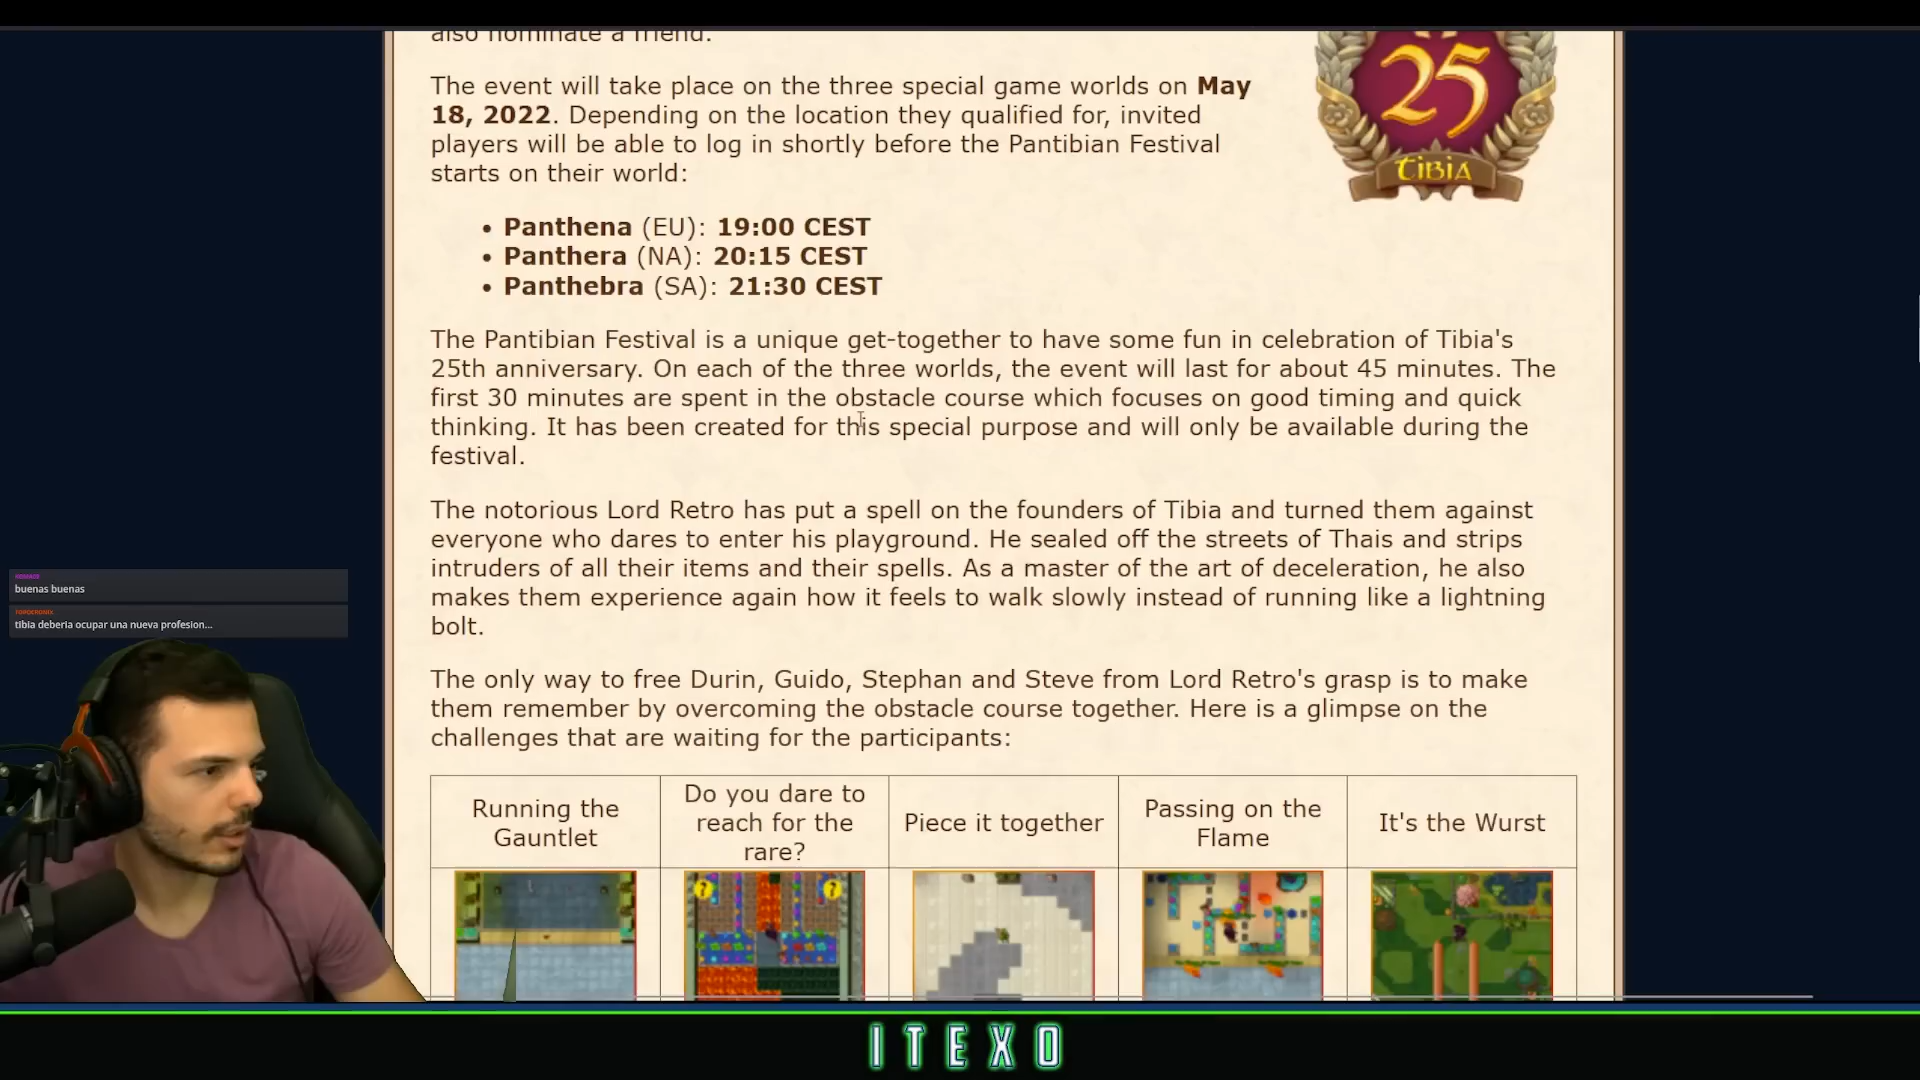 also nominate a friend.
The event will take place on the three special game worlds on May
18, 2022. Depending on the location they qualified for, invited
players will be able to log in shortly before the Pantibian Festival
starts on their world:
• Panthena (EU): 19:00 CEST
• Panthera (NA): 20:15 CEST
• Panthebra (SA): 21:30 CEST
25
TIBIA
The Pantibian Festival is a unique get-together to have some fun in celebration of Tibia's
25th anniversary. On each of the three worlds, the event will last for about 45 minutes. The
first 30 minutes are spent in the obstacle course which focuses on good timing and quick
thinking. It has been created for this special purpose and will only be available during the
festival.
The notorious Lord Retro has put a spell on the founders of Tibia and turned them against
everyone who dares to enter his playground. He sealed off the streets of Thais and strips
intruders of all their items and their spells. As a master of the art of deceleration, he also
makes them experience again how it feels to walk slowly instead of running like a lightning
bolt.
The only way to free Durin, Guido, Stephan and Steve from Lord Retro's grasp is to make
them remember by overcoming the obstacle course together. Here is a glimpse on the
challenges that are waiting for the participants:
Running the
Gauntlet
Do you dare to
reach for the
rare?
Piece it together
Passing on the
Flame
It's the Wurst
buenas buenas
tibia deberia ocupar una nueva profesion...
ITEXO